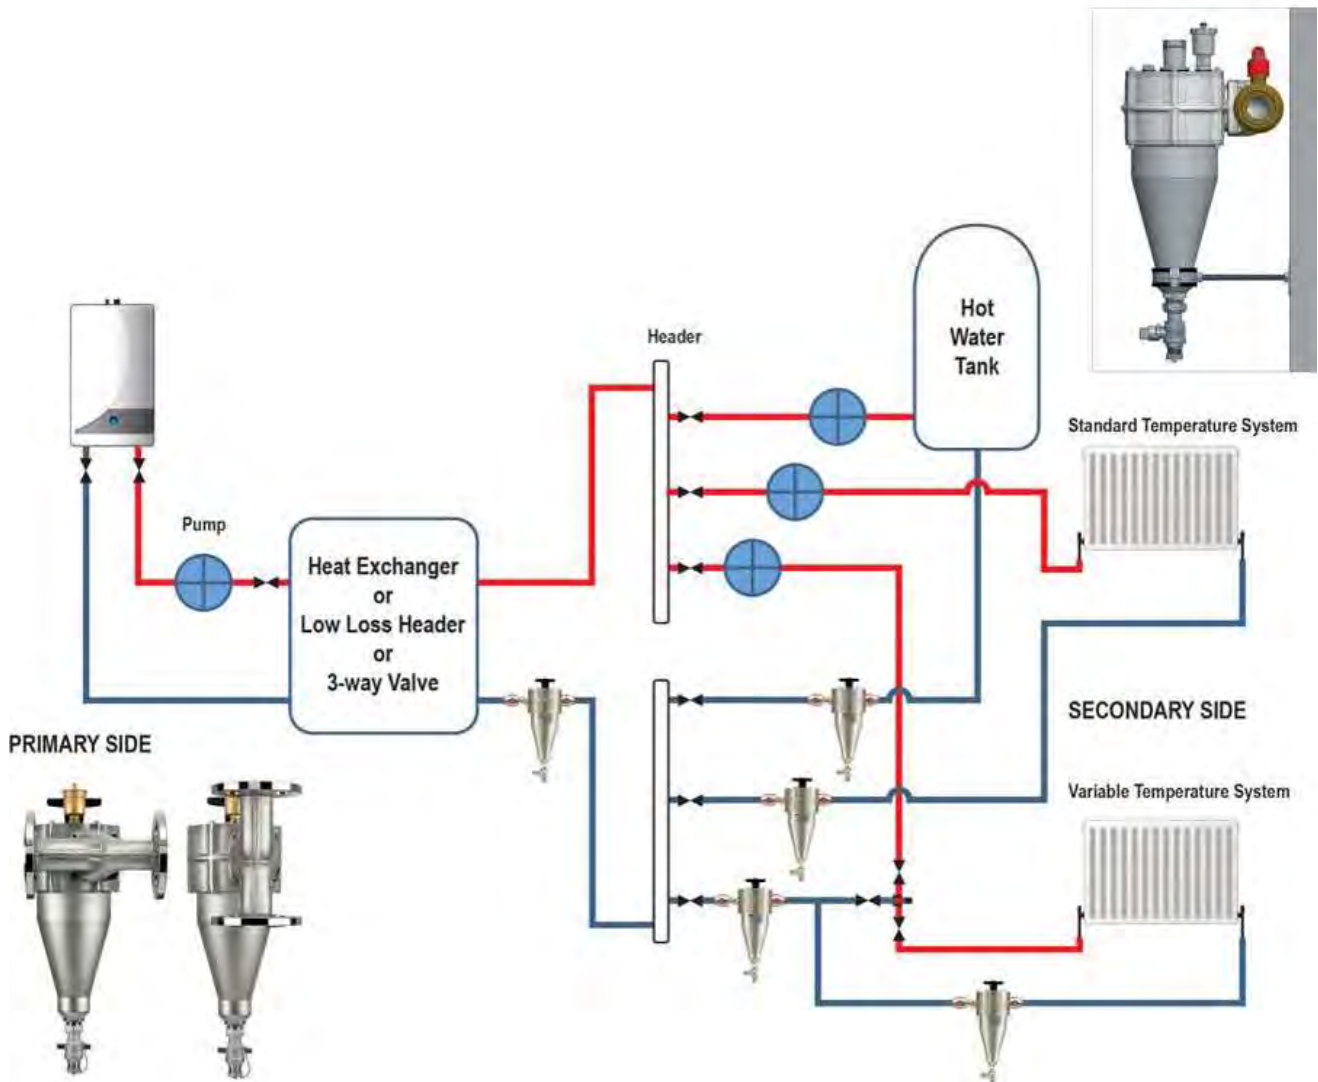 Header
Hot
Water
Tank
Standard Temperature System
Pump
Heat Exchanger
or
Low Loss Header
or
3-way Valve
PRIMARY SIDE
SECONDARY SIDE
Variable Temperature System